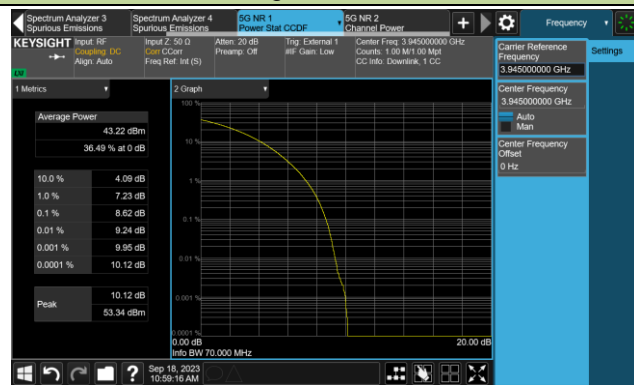 Spectrum Analyzer 3
Spurious Emissions
Spectrum Analyzer 4
Spurious Emissions
5G NR 1
Power Stat CCDF
5G NR 2
Channel Power
Frequency
KEYSIGHT
Input: RF
Coupling: DC
Align: Auto
Input Z: 50 Ω
Corr CCorr
Freq Ref: Int (S)
Atten: 20 dB
Preamp: Off
Trig: External 1
#IF Gain: Low
Center Freq: 3.945000000 GHz
Counts: 1.00 M/1.00 Mpt
CC Info: Downlink, 1 CC
1 Metrics
Average Power
43.22 dBm
36.49 % at 0 dB
10.0 % 4.09 dB
1.0 % 7.23 dB
0.1 % 8.62 dB
0.01 % 9.24 dB
0.001 % 9.95 dB
0.0001 % 10.12 dB
Peak
10.12 dB
53.34 dBm
2 Graph
100 %
10 %
1 %
0.1 %
0.01 %
0.001 %
0.0001 %
0.00 dB
20.00 dB
Info BW 70.000 MHz
Carrier Reference
Frequency
3.945000000 GHz
Center Frequency
3.945000000 GHz
Auto
Man
Center Frequency
Offset
0 Hz
Settings
Sep 18, 2023
10:59:16 AM